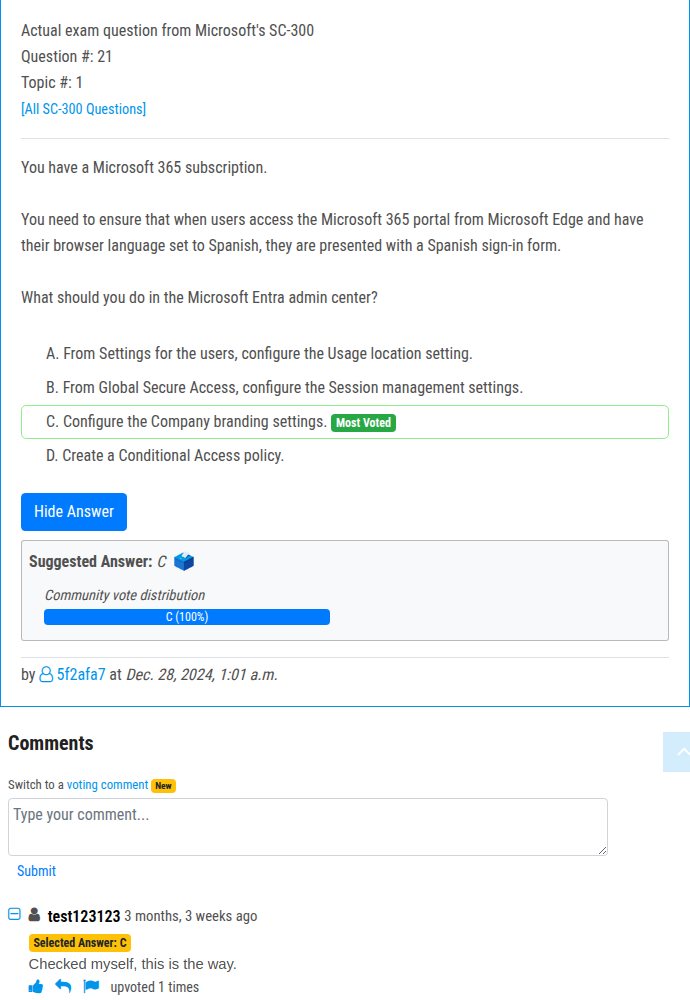 Actual exam question from Microsoft's SC-300
Question #: 21
Topic #: 1
[All SC-300 Questions]
You have a Microsoft 365 subscription.
You need to ensure that when users access the Microsoft 365 portal from Microsoft Edge and have
their browser language set to Spanish, they are presented with a Spanish sign-in form.
What should you do in the Microsoft Entra admin center?
A. From Settings for the users, configure the Usage location setting.
B. From Global Secure Access, configure the Session management settings.
C. Configure the Company branding settings. Most Voted
D. Create a Conditional Access policy.
Hide Answer
Suggested Answer: C
Community vote distribution
C (100%)
by 5f2afa7 at Dec. 28, 2024, 1:01 a.m.
Comments
Switch to a voting comment New
Type your comment...
Submit
test123123 3 months, 3 weeks ago
Selected Answer: C
Checked myself, this is the way.
upvoted 1 times